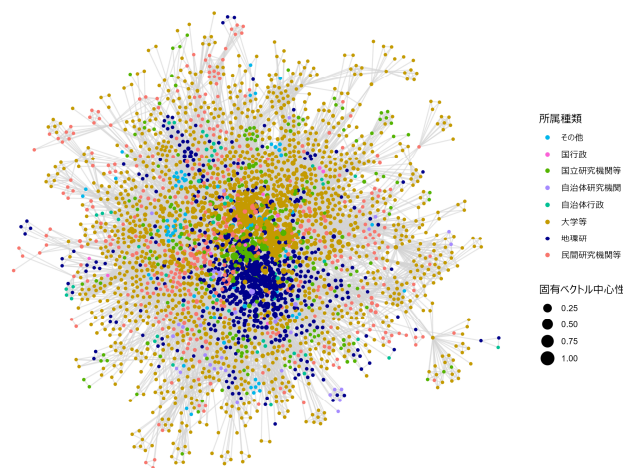 所属種類
その他
国行政
国立研究機関等
自治体研究機関
自治体行政
大学等
地環研
民間研究機関等
固有ベクトル中心性
0.25
0.50
0.75
1.00